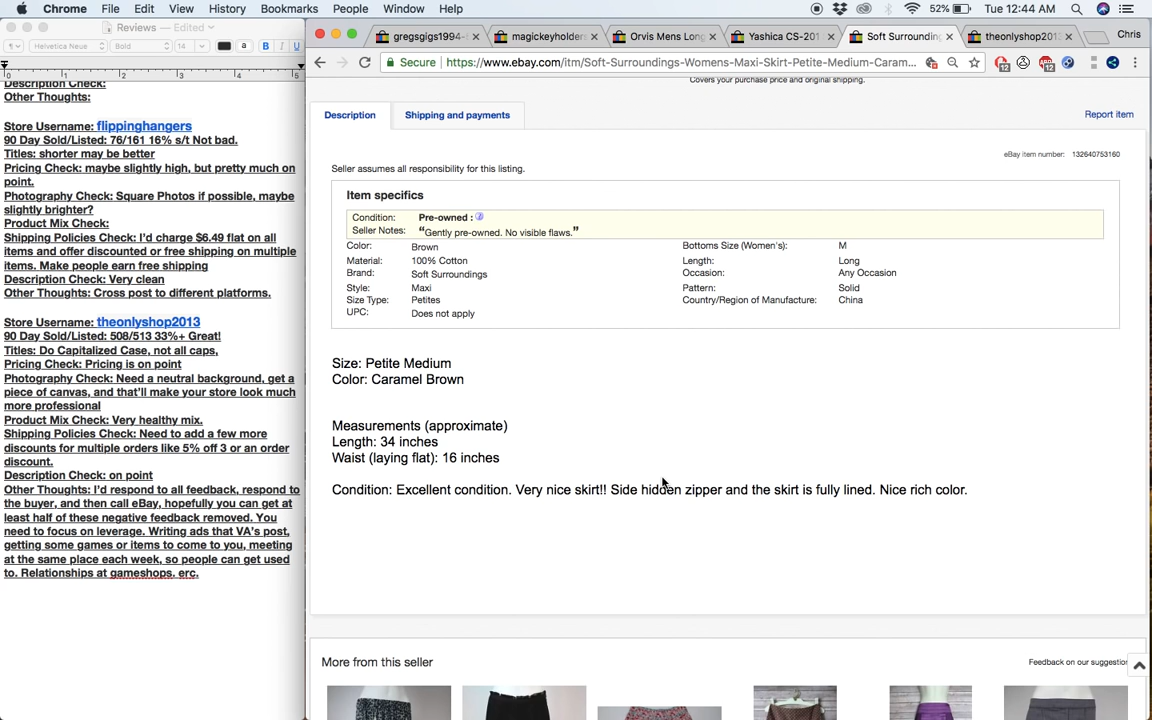 Chrome File Edit View History Bookmarks People Window Help 52% Tue 12:44 AM
Reviews — Edited
Helvetica Neue Bold 14 a B I U
0 1 2 3 4 5
Description Check:
Other Thoughts:
Store Username: flippinghangers
90 Day Sold/Listed: 76/161 16% s/t Not bad.
Titles: shorter may be better
Pricing Check: maybe slightly high, but pretty much on
point.
Photography Check: Square Photos if possible, maybe
slightly brighter?
Product Mix Check:
Shipping Policies Check: I'd charge $6.49 flat on all
items and offer discounted or free shipping on multiple
items. Make people earn free shipping
Description Check: Very clean
Other Thoughts: Cross post to different platforms.
Store Username: theonlyshop2013
90 Day Sold/Listed: 508/513 33%+ Great!
Titles: Do Capitalized Case, not all caps,
Pricing Check: Pricing is on point
Photography Check: Need a neutral background, get a
piece of canvas, and that'll make your store look much
more professional
Product Mix Check: Very healthy mix.
Shipping Policies Check: Need to add a few more
discounts for multiple orders like 5% off 3 or an order
discount.
Description Check: on point
Other Thoughts: I'd respond to all feedback, respond to
the buyer, and then call eBay, hopefully you can get at
least half of these negative feedback removed. You
need to focus on leverage. Writing ads that VA's post,
getting some games or items to come to you, meeting
at the same place each week, so people can get used
to. Relationships at gameshops. erc.
gregsgigs1994- magickeyholders Orvis Mens Long Yashica CS-201 Soft Surrounding theonlyshop2013 Chris
Secure https://www.ebay.com/itm/Soft-Surroundings-Womens-Maxi-Skirt-Petite-Medium-Caram... 12 12
Covers your purchase price and original shipping.
Description Shipping and payments Report item
eBay item number: 132640753160
Seller assumes all responsibility for this listing.
Item specifics
Condition: Pre-owned :
Seller Notes: "Gently pre-owned. No visible flaws."
Color: Brown Bottoms Size (Women's): M
Material: 100% Cotton Length: Long
Brand: Soft Surroundings Occasion: Any Occasion
Style: Maxi Pattern: Solid
Size Type: Petites Country/Region of Manufacture: China
UPC: Does not apply
Size: Petite Medium
Color: Caramel Brown
Measurements (approximate)
Length: 34 inches
Waist (laying flat): 16 inches
Condition: Excellent condition. Very nice skirt!! Side hidden zipper and the skirt is fully lined. Nice rich color.
More from this seller Feedback on our suggestio